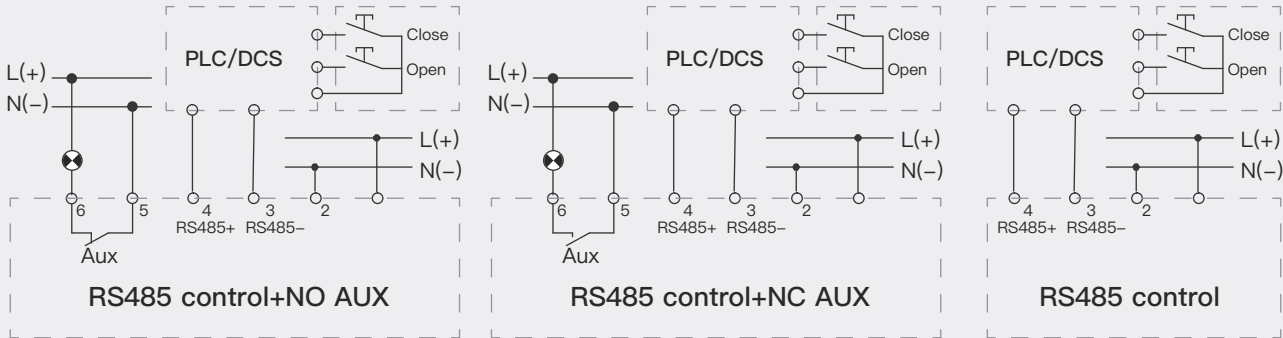 L(+)
N(−)
PLC/DCS
Close
Open
L(+)
N(−)
6
5
4
3
2
RS485+
RS485−
Aux
RS485 control+NO AUX
L(+)
N(−)
PLC/DCS
Close
Open
L(+)
N(−)
6
5
4
3
2
RS485+
RS485−
Aux
RS485 control+NC AUX
PLC/DCS
Close
Open
L(+)
N(−)
4
3
2
RS485+
RS485−
RS485 control